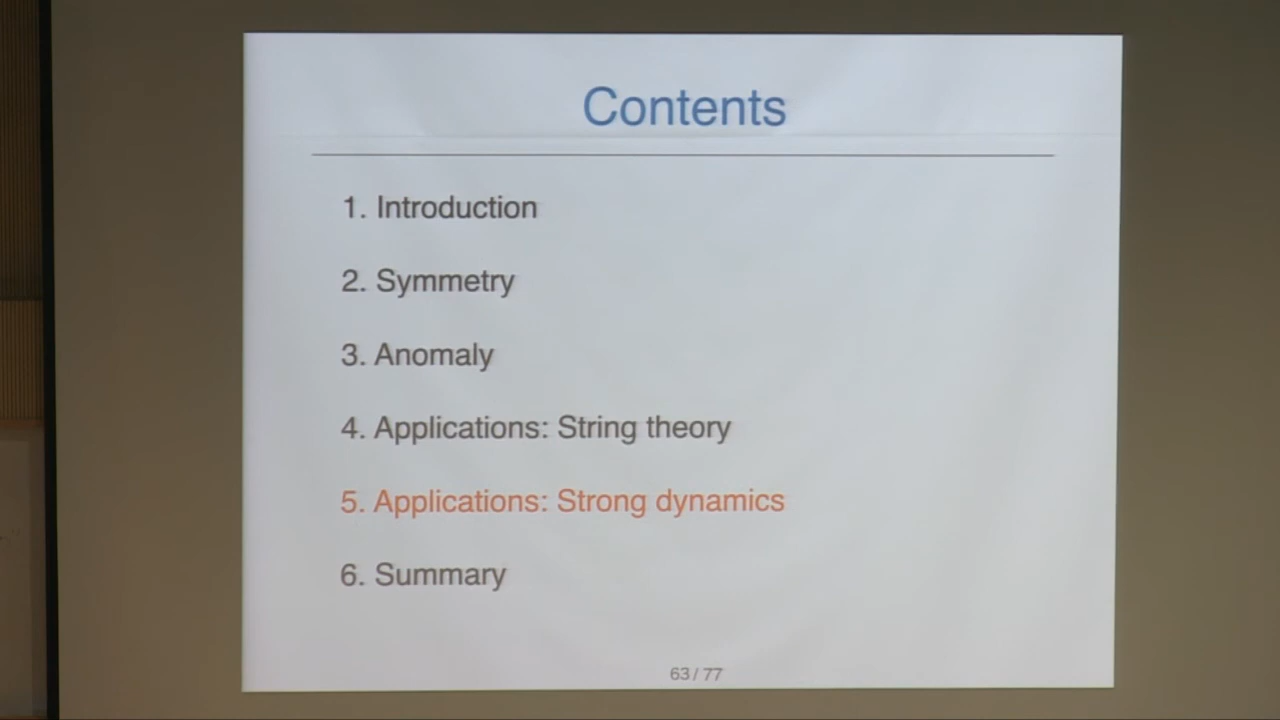 Contents
1. Introduction
2. Symmetry
3. Anomaly
4. Applications: String theory
5. Applications: Strong dynamics
6. Summary
63 / 77